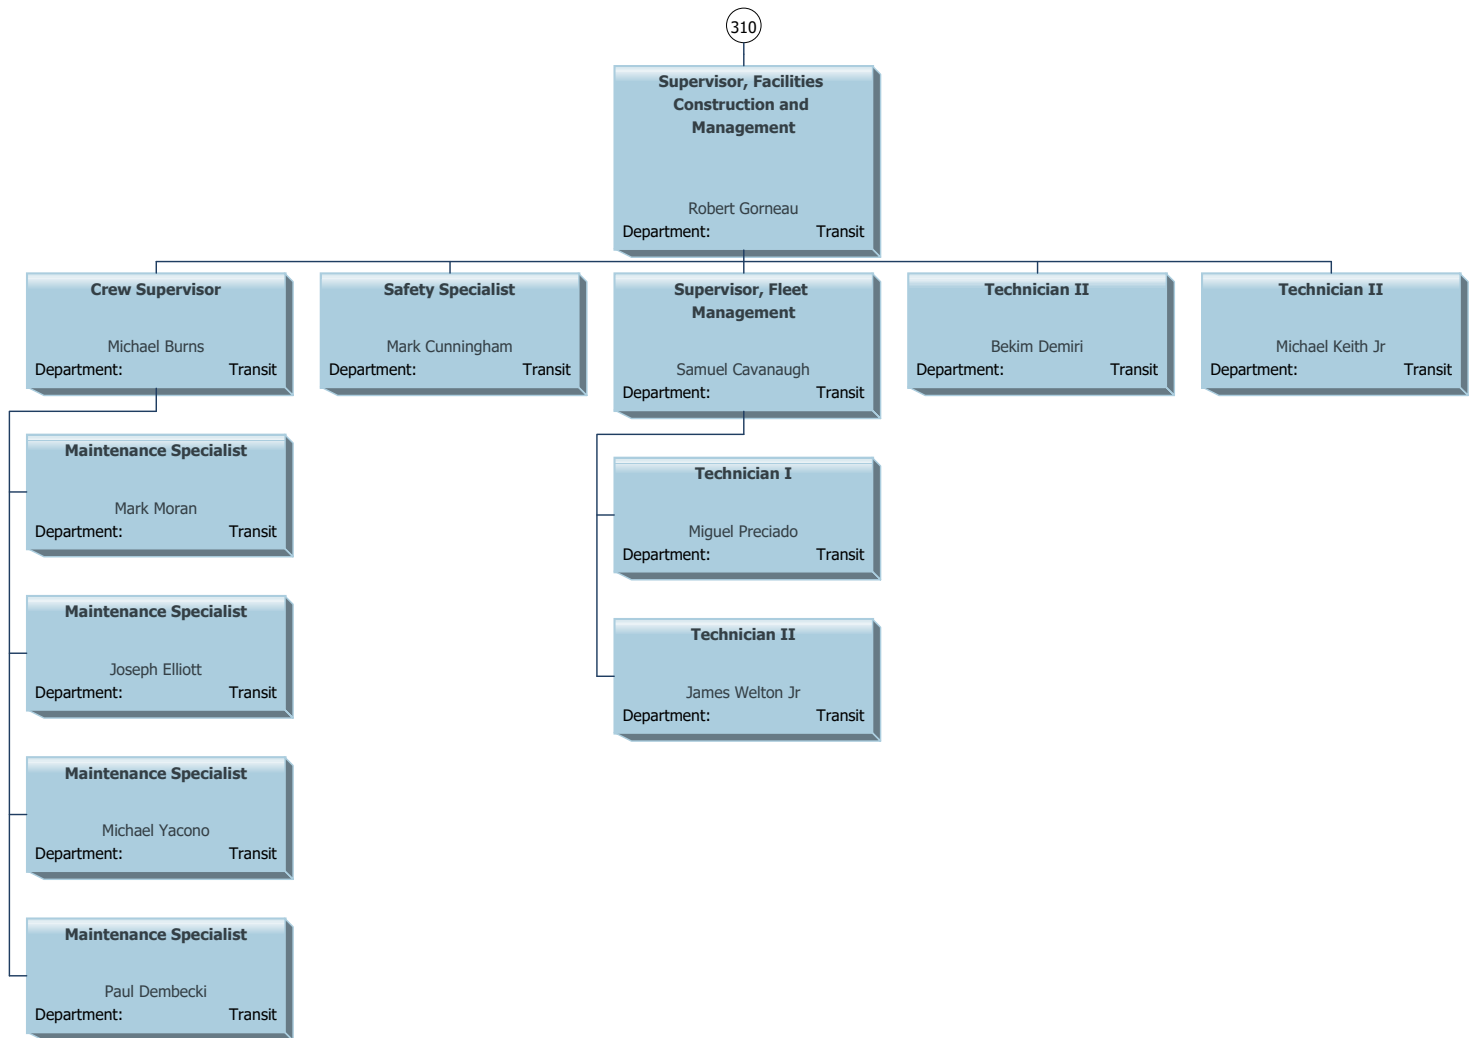 310
Supervisor, Facilities
Construction and
Management
Robert Gorneau
Department: Transit
Crew Supervisor
Michael Burns
Department: Transit
Safety Specialist
Mark Cunningham
Department: Transit
Supervisor, Fleet
Management
Samuel Cavanaugh
Department: Transit
Technician II
Bekim Demiri
Department: Transit
Technician II
Michael Keith Jr
Department: Transit
Maintenance Specialist
Mark Moran
Department: Transit
Maintenance Specialist
Joseph Elliott
Department: Transit
Maintenance Specialist
Michael Yacono
Department: Transit
Maintenance Specialist
Paul Dembecki
Department: Transit
Technician I
Miguel Preciado
Department: Transit
Technician II
James Welton Jr
Department: Transit